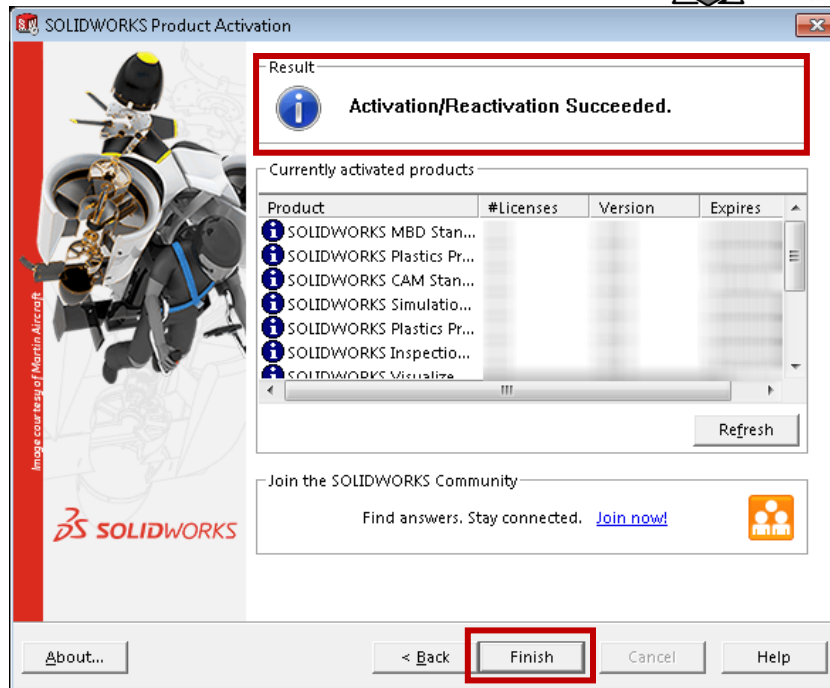 SOLIDWORKS Product Activation
Result
Activation/Reactivation Succeeded.
Currently activated products
Product #Licenses Version Expires
SOLIDWORKS MBD Stan...
SOLIDWORKS Plastics Pr...
SOLIDWORKS CAM Stan...
SOLIDWORKS Simulatio...
SOLIDWORKS Plastics Pr...
SOLIDWORKS Inspectio...
SOLIDWORKS Visualize
Refresh
Join the SOLIDWORKS Community
Find answers. Stay connected. Join now!
Image courtesy of Martin Aircraft
SOLIDWORKS
About... < Back Finish Cancel Help